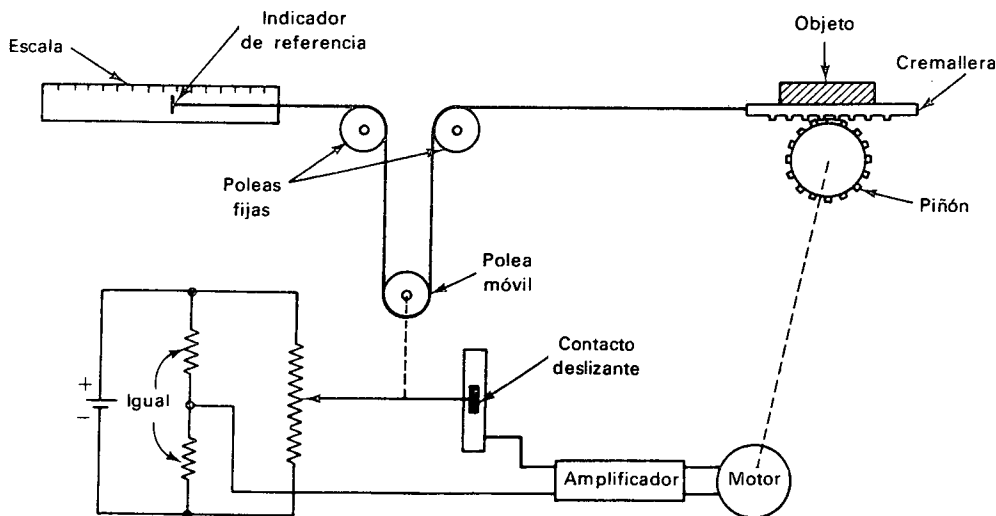 Indicador
de referencia
Escala
Objeto
Cremallera
Poleas
fijas
Piñón
Polea
móvil
Contacto
deslizante
+
−
Igual
Amplificador
Motor